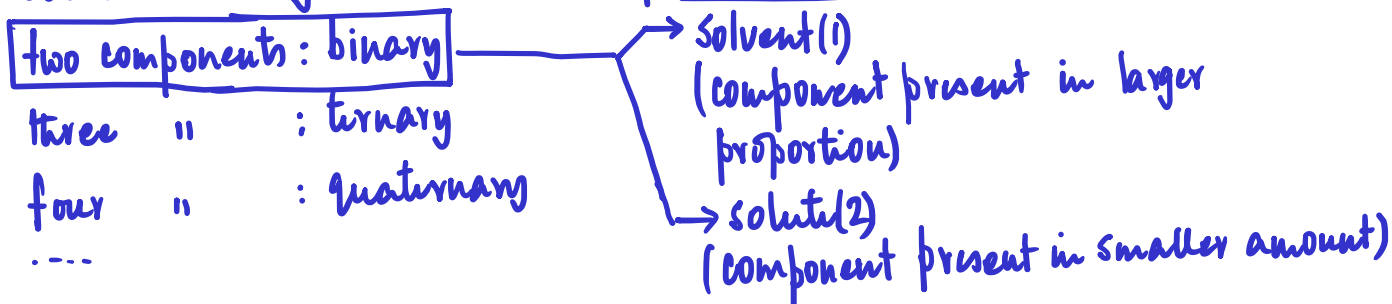 two components : binary
three " : ternary
four " : quaternary
....
solvent(1)
(component present in larger
proportion)
solute(2)
(component present in smaller amount)